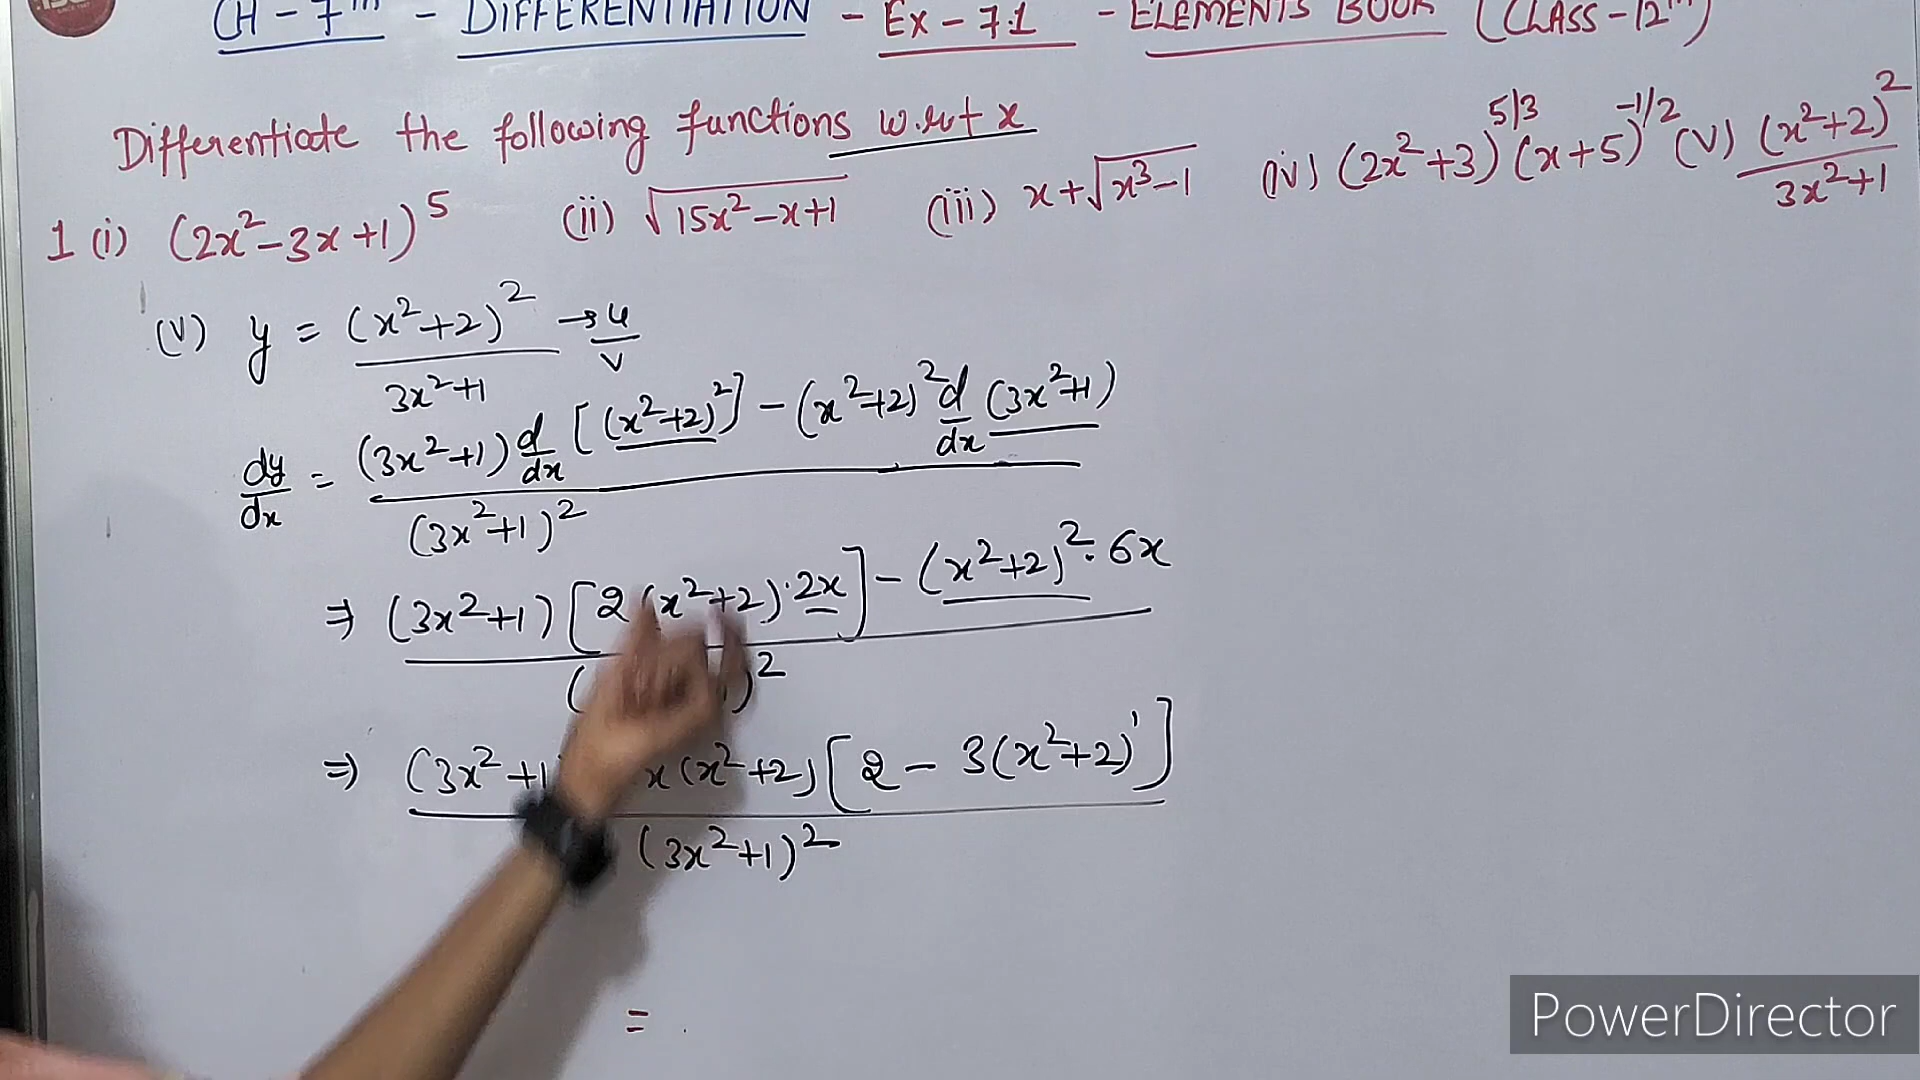 CH - 7th - DIFFERENTIATION - Ex - 7.1 - ELEMENTS BOOK (CLASS - 12th)
Differentiate the following functions w.r.t x
1 (i) (2x² - 3x + 1)⁵ (ii) √(15x² - x + 1) (iii) x + √(x³ - 1) (iv) (2x² + 3)^5/3 (x + 5)^-1/2 (v) (x² + 2)² / 3x² + 1
(v) y = (x² + 2)² / 3x² + 1 → u / v
dy/dx = (3x² + 1) d/dx [(x² + 2)²] - (x² + 2)² d/dx (3x² + 1) / (3x² + 1)²
⇒ (3x² + 1) [2(x² + 2) · 2x] - (x² + 2)² · 6x / ( )²
⇒ (3x² + 1 x(x² + 2) [2 - 3(x² + 2)¹] / (3x² + 1)²
= .
PowerDirector